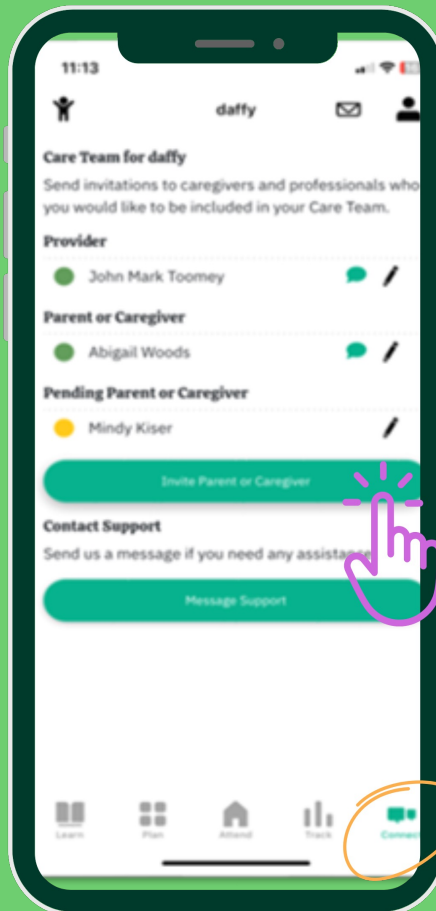 11:13
daffy
Care Team for daffy
Send invitations to caregivers and professionals who
you would like to be included in your Care Team.
Provider
John Mark Toomey
Parent or Caregiver
Abigail Woods
Pending Parent or Caregiver
Mindy Kiser
Invite Parent or Caregiver
Contact Support
Send us a message if you need any assistance
Message Support
Learn Plan Attend Track Connect